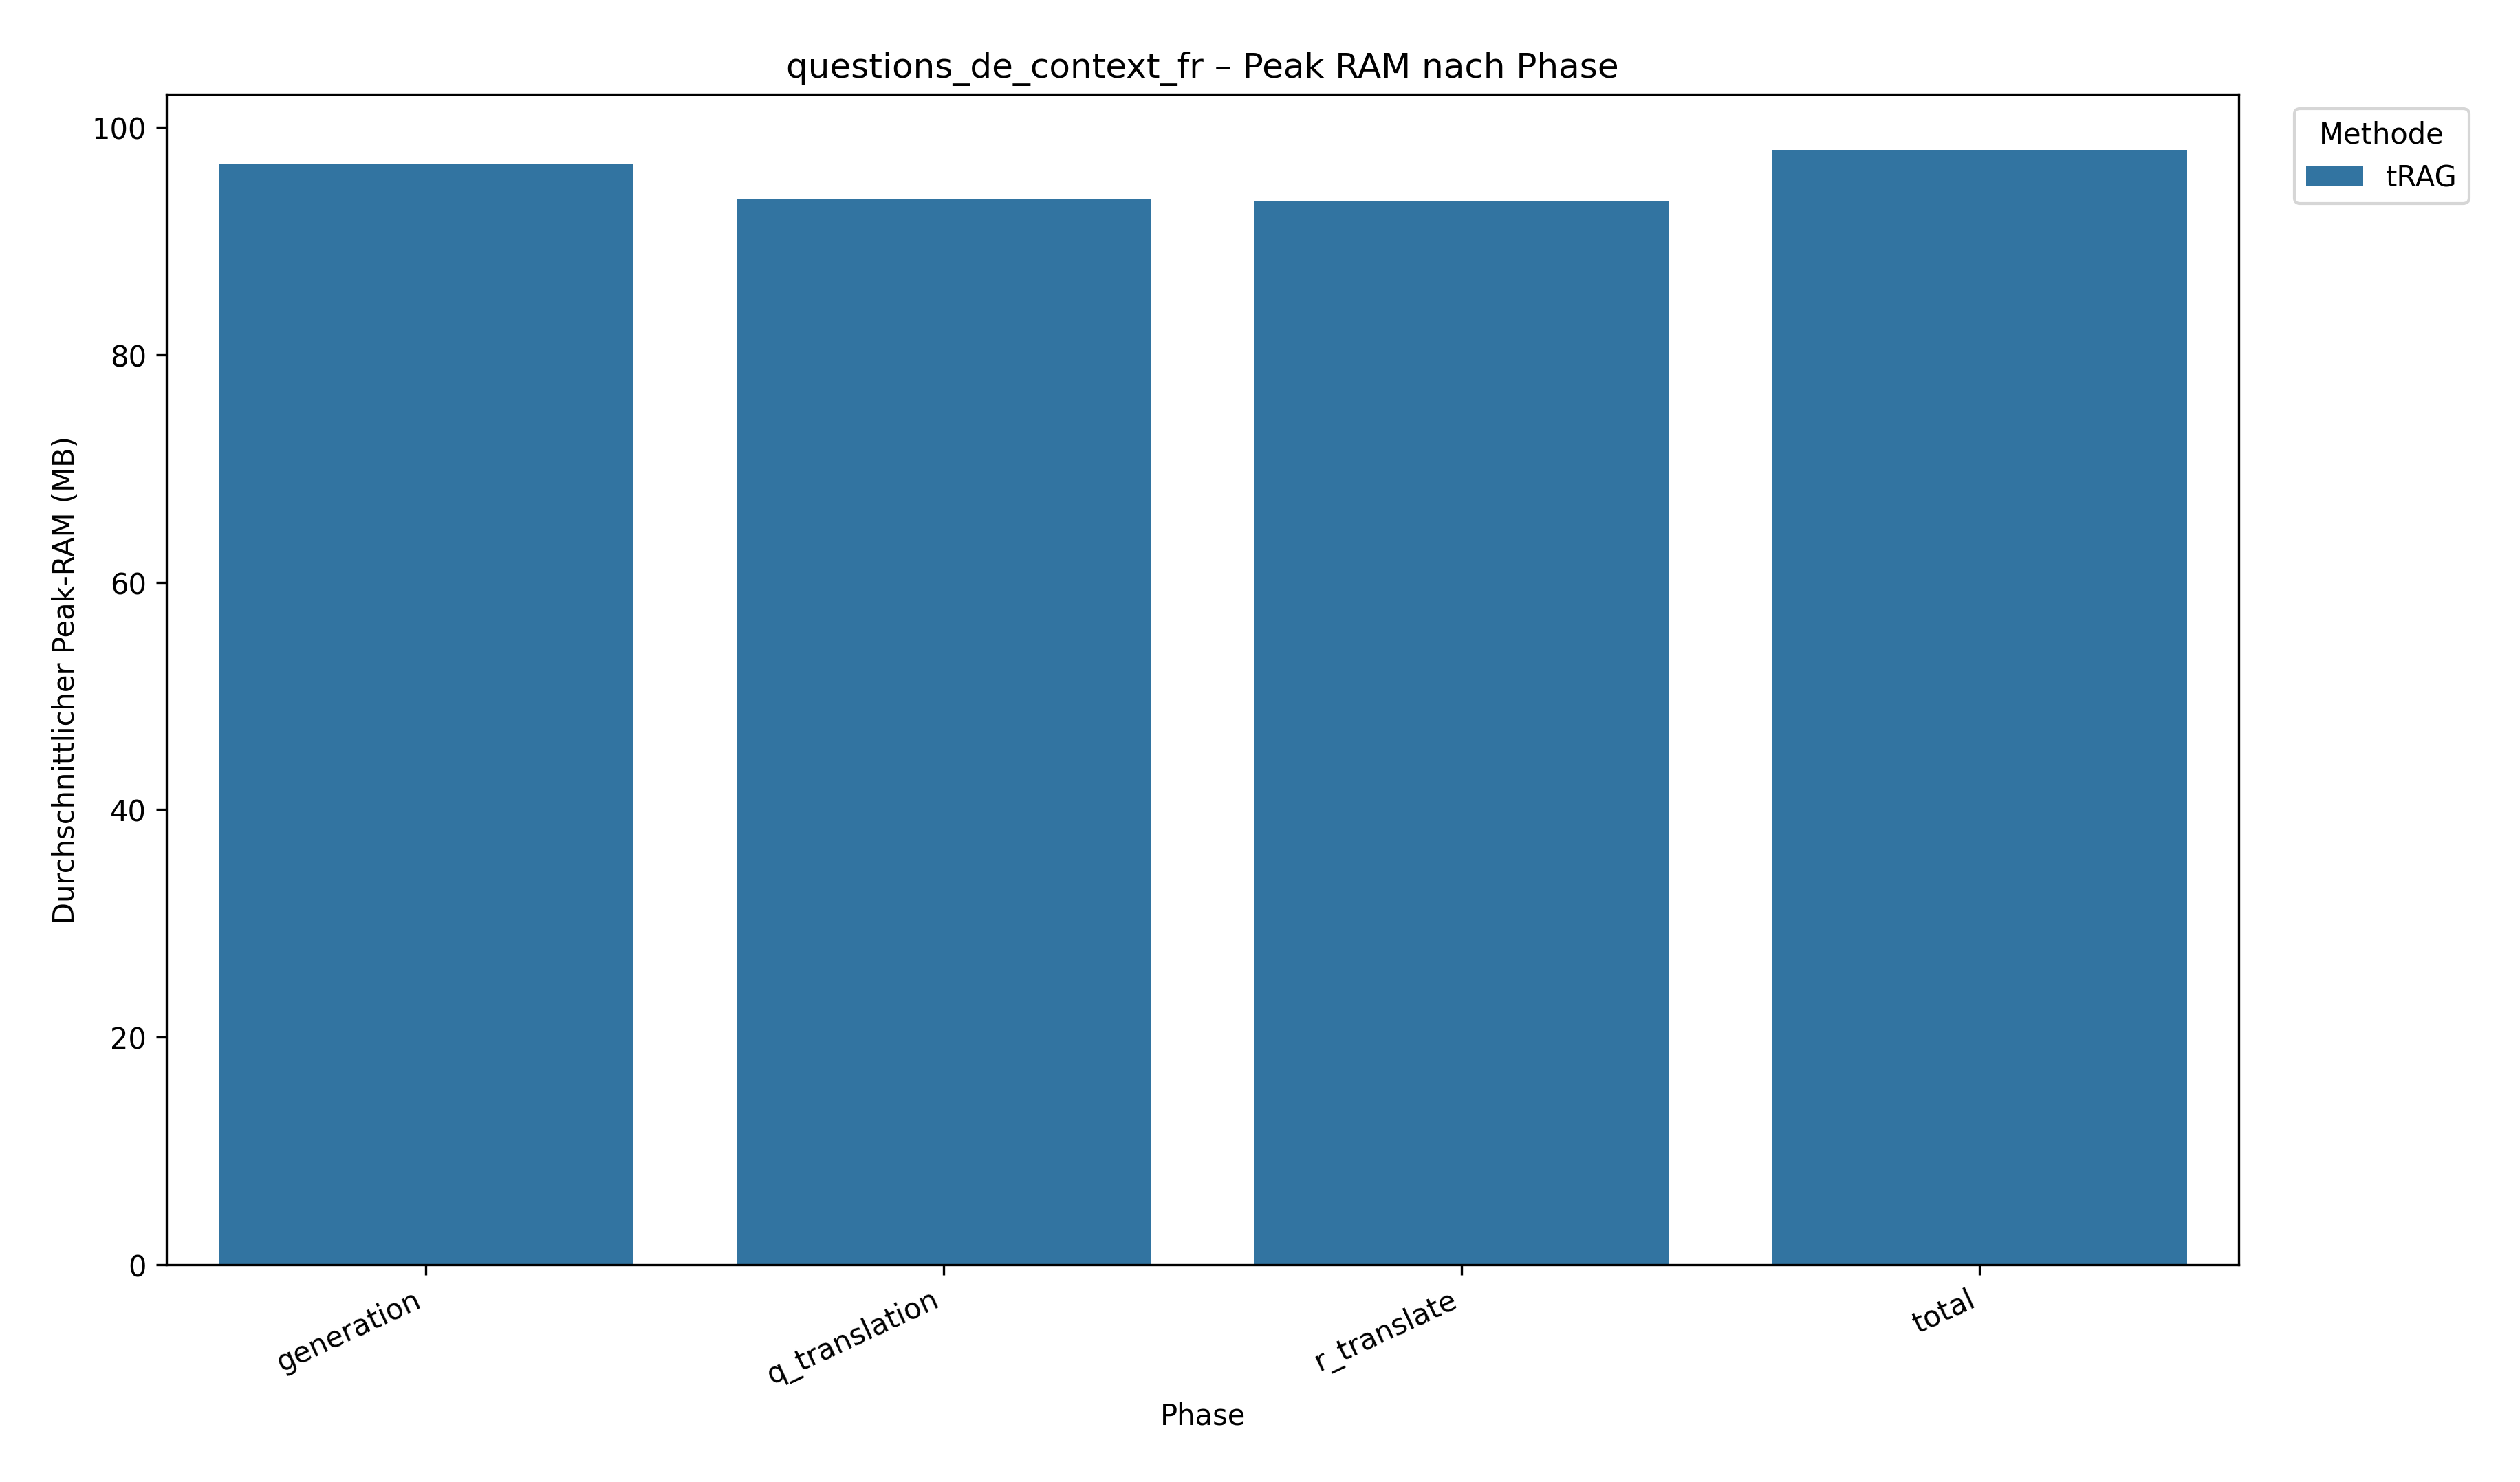 questions_de_context_fr – Peak RAM nach Phase
Methode
tRAG
Durchschnittlicher Peak-RAM (MB)
100
80
60
40
20
0
generation
q_translation
r_translate
total
Phase